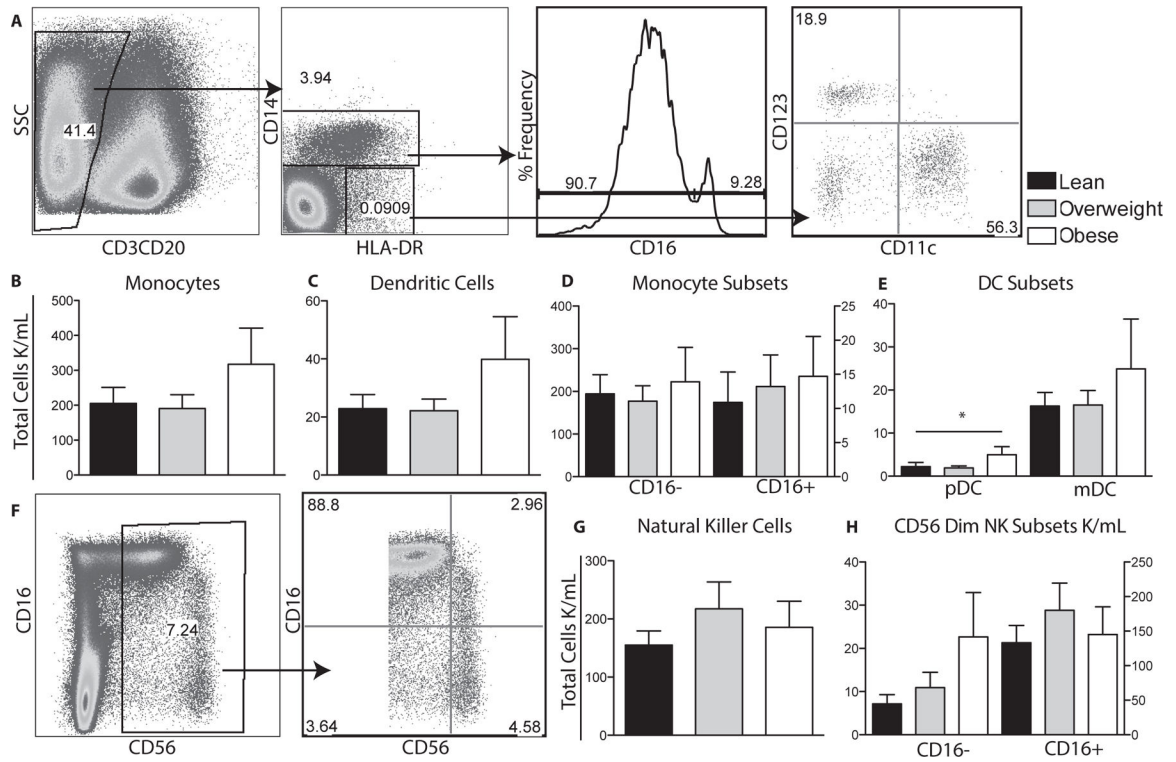 A
SSC
41.4
CD3CD20
3.94
CD14
0.0909
HLA-DR
% Frequency
90.7
9.28
CD16
18.9
CD123
56.3
CD11c
Lean
Overweight
Obese
B
Monocytes
Total Cells K/mL
500
400
300
200
100
0
C
Dendritic Cells
60
40
20
0
D
Monocyte Subsets
400
300
200
100
0
25
20
15
10
5
0
CD16-
CD16+
E
DC Subsets
40
30
20
10
0
*
pDC
mDC
F
CD16
7.24
CD56
88.8
2.96
CD16
3.64
4.58
CD56
G
Natural Killer Cells
Total Cells K/mL
300
200
100
0
H
CD56 Dim NK Subsets K/mL
40
30
20
10
0
250
200
150
100
50
0
CD16-
CD16+